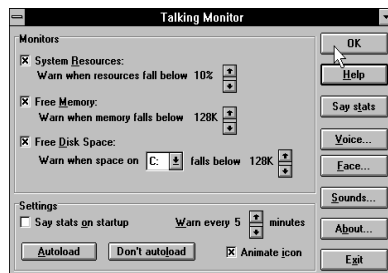 Talking Monitor
Monitors
System Resources:
Warn when resources fall below 10%
Free Memory:
Warn when memory falls below 128K
Free Disk Space:
Warn when space on C: falls below 128K
Settings
Say stats on startup
Warn every 5 minutes
Autoload
Don't autoload
Animate icon
OK
Help
Say stats
Voice...
Face...
Sounds...
About...
Exit